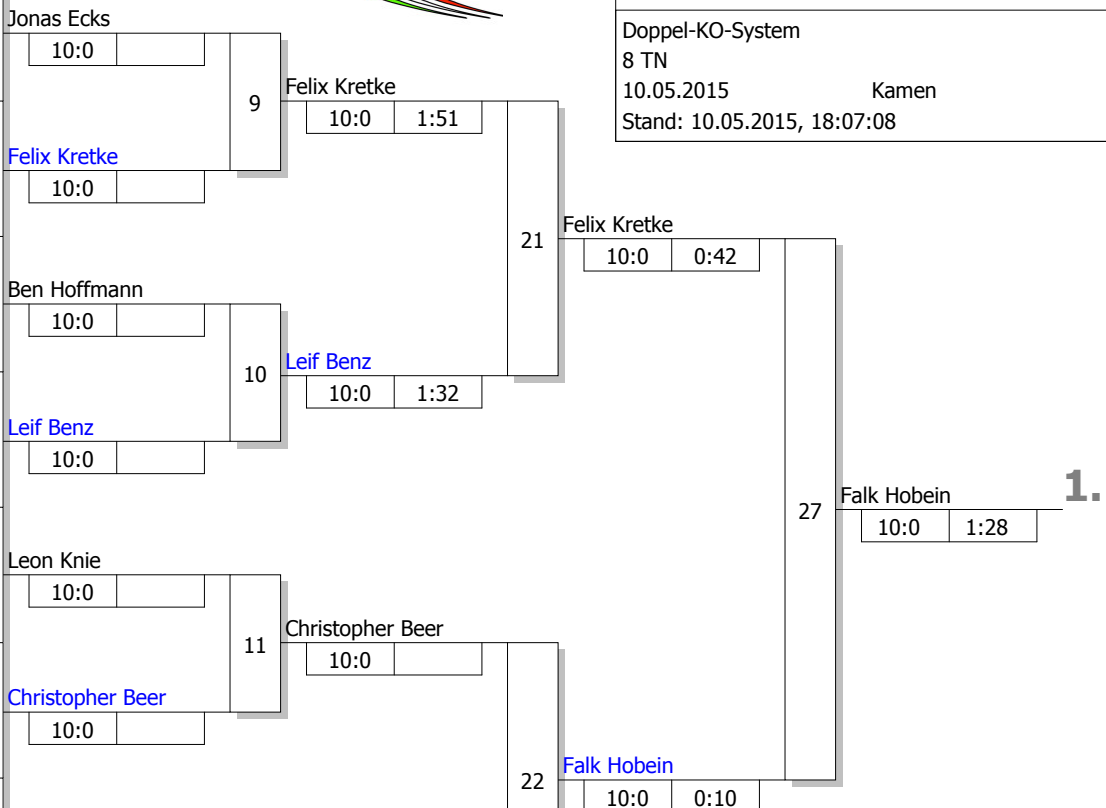 Jonas Ecks
10:0
Doppel-KO-System
8 TN
10.05.2015 Kamen
Stand: 10.05.2015, 18:07:08
9
Felix Kretke
10:0 1:51
Felix Kretke
10:0
21
Felix Kretke
10:0 0:42
Ben Hoffmann
10:0
10
Leif Benz
10:0 1:32
Leif Benz
10:0
27
Falk Hobein
10:0 1:28
1.
Leon Knie
10:0
11
Christopher Beer
10:0
Christopher Beer
10:0
22
Falk Hobein
10:0 0:10